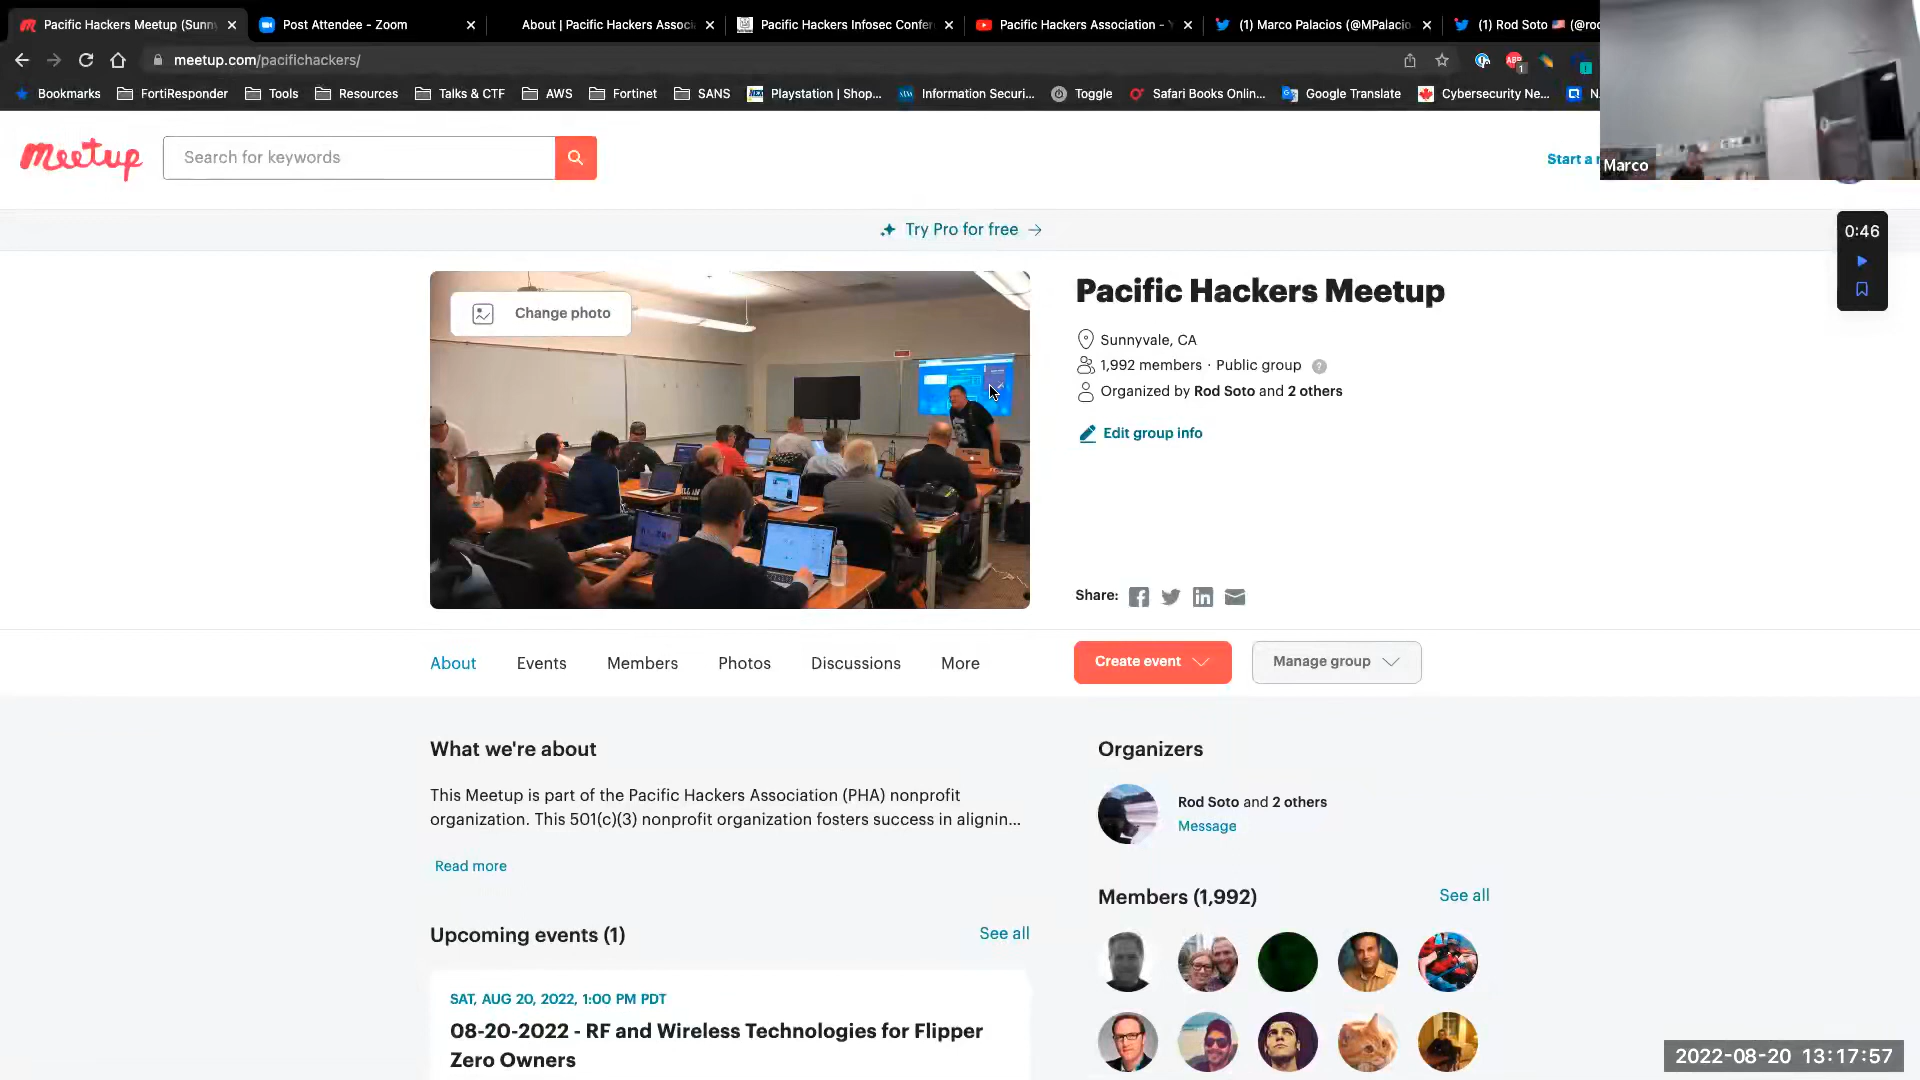 Pacific Hackers Meetup (Sunn
Post Attendee - Zoom
About | Pacific Hackers Associ
Pacific Hackers Infosec Confer
Pacific Hackers Association -
(1) Marco Palacios (@MPalacio
(1) Rod Soto 🇺🇸 (@ro
meetup.com/pacifichackers/
ABP
1
Bookmarks
FortiResponder
Tools
Resources
Talks & CTF
AWS
Fortinet
SANS
Playstation | Shop...
Information Securi...
Toggle
Safari Books Onlin...
Google Translate
Cybersecurity Ne...
N
Marco
meetup
Search for keywords
Start a
Try Pro for free →
0:46
Change photo
Pacific Hackers Meetup
Sunnyvale, CA
1,992 members · Public group ?
Organized by Rod Soto and 2 others
Edit group info
Share:
About
Events
Members
Photos
Discussions
More
Create event
Manage group
What we're about
This Meetup is part of the Pacific Hackers Association (PHA) nonprofit
organization. This 501(c)(3) nonprofit organization fosters success in alignin...
Read more
Organizers
Rod Soto and 2 others
Message
Members (1,992)
See all
Upcoming events (1)
See all
SAT, AUG 20, 2022, 1:00 PM PDT
08-20-2022 - RF and Wireless Technologies for Flipper
Zero Owners
2022-08-20 13:17:57